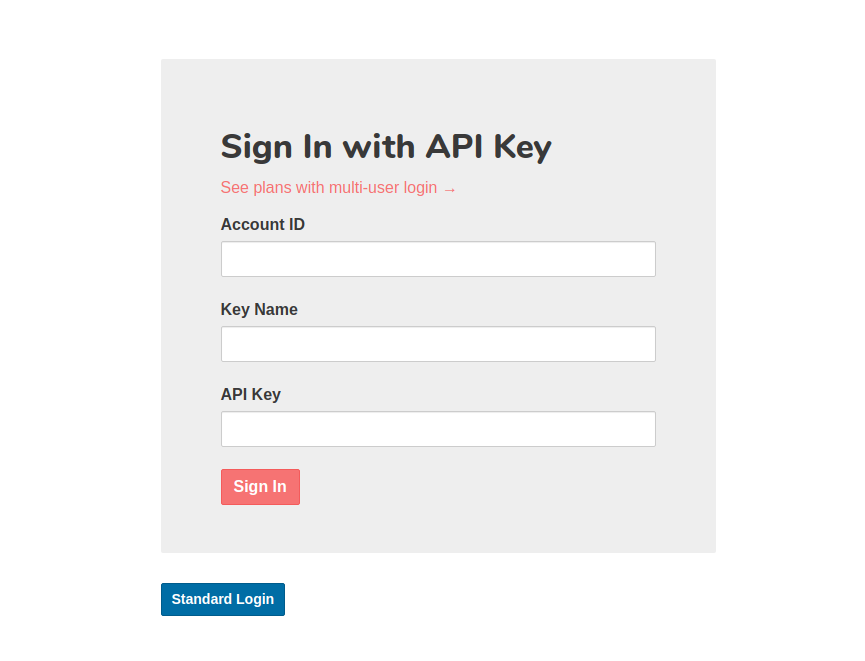 Sign In with API Key
See plans with multi-user login →
Account ID
Key Name
API Key
Sign In
Standard Login